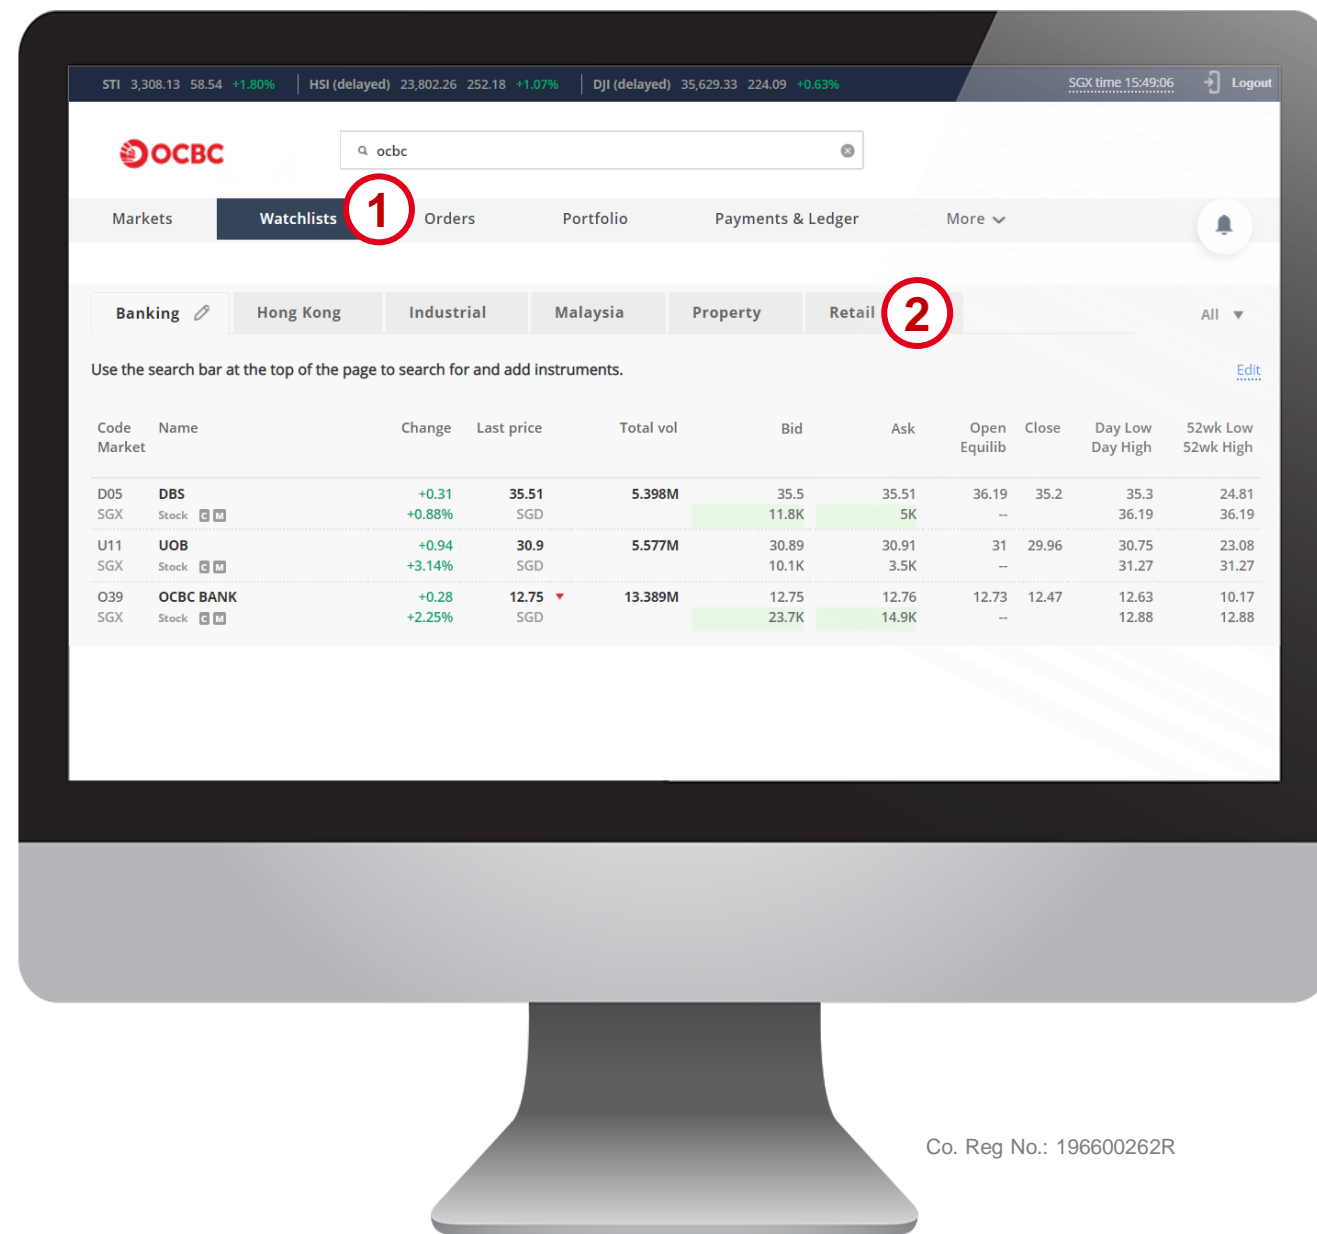 STI 3,308.13 58.54 +1.80% HSI (delayed) 23,802.26 252.18 +1.07% DJI (delayed) 35,629.33 224.09 +0.63% SGX time 15:49:06 Logout
OCBC ocbc
Markets Watchlists 1 Orders Portfolio Payments & Ledger More
Banking Hong Kong Industrial Malaysia Property Retail 2 All
Use the search bar at the top of the page to search for and add instruments. Edit
Code Name Change Last price Total vol Bid Ask Open Close Day Low 52wk Low
Market Equilib Day High 52wk High
D05 DBS +0.31 35.51 5.398M 35.5 35.51 36.19 35.2 35.3 24.81
SGX Stock C M +0.88% SGD 11.8K 5K -- 36.19 36.19
U11 UOB +0.94 30.9 5.577M 30.89 30.91 31 29.96 30.75 23.08
SGX Stock C M +3.14% SGD 10.1K 3.5K -- 31.27 31.27
O39 OCBC BANK +0.28 12.75 13.389M 12.75 12.76 12.73 12.47 12.63 10.17
SGX Stock C M +2.25% SGD 23.7K 14.9K -- 12.88 12.88
Co. Reg No.: 196600262R